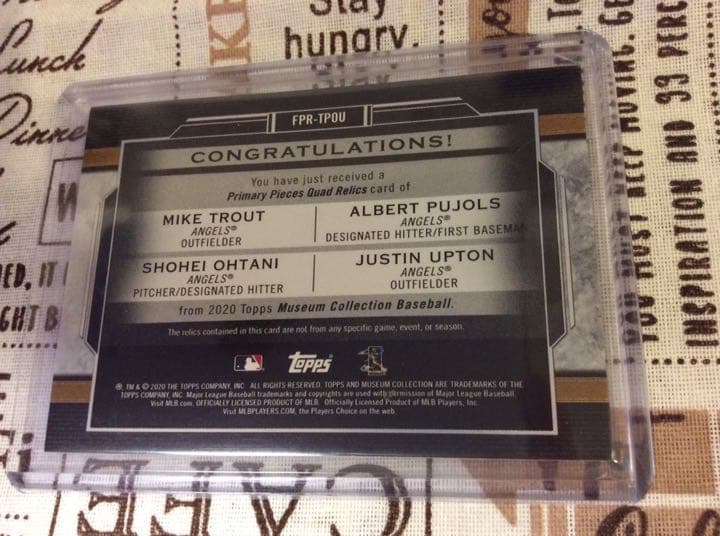 Stay
hungry.
Lunch
FPR-TPOU
CONGRATULATIONS!
You have just received a
Primary Pieces Quad Relics card of
MIKE TROUT
ANGELS®
OUTFIELDER
ALBERT PUJOLS
ANGELS®
DESIGNATED HITTER/FIRST BASEMAN
SHOHEI OHTANI
ANGELS®
PITCHER/DESIGNATED HITTER
JUSTIN UPTON
ANGELS®
OUTFIELDER
from 2020 Topps Museum Collection Baseball.
The relics contained in this card are not from any specific game, event, or season.
topps
® TM & © 2020 THE TOPPS COMPANY, INC. ALL RIGHTS RESERVED. TOPPS AND MUSEUM COLLECTION ARE TRADEMARKS OF THE
TOPPS COMPANY, INC. Major League Baseball trademarks and copyrights are used with permission of Major League Baseball.
Visit MLB.com. OFFICIALLY LICENSED PRODUCT OF MLB. Officially Licensed Product of MLB Players, Inc.
Visit MLBPLAYERS.COM, the Players Choice on the web.
MUST KEEP MOVING. GE
INSPIRATION AND 99 PERC
CAFE